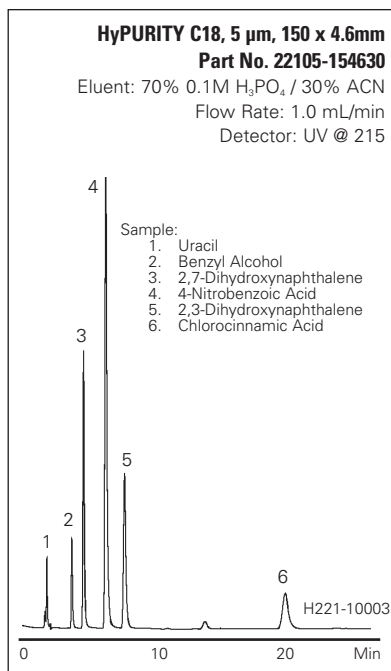 HyPURITY C18, 5 µm, 150 x 4.6mm
Part No. 22105-154630
Eluent: 70% 0.1M H₃PO₄ / 30% ACN
Flow Rate: 1.0 mL/min
Detector: UV @ 215
4
Sample:
1. Uracil
2. Benzyl Alcohol
3. 2,7-Dihydroxynaphthalene
4. 4-Nitrobenzoic Acid
5. 2,3-Dihydroxynaphthalene
6. Chlorocinnamic Acid
3
5
2
1
6
H221-10003
0 10 20 Min